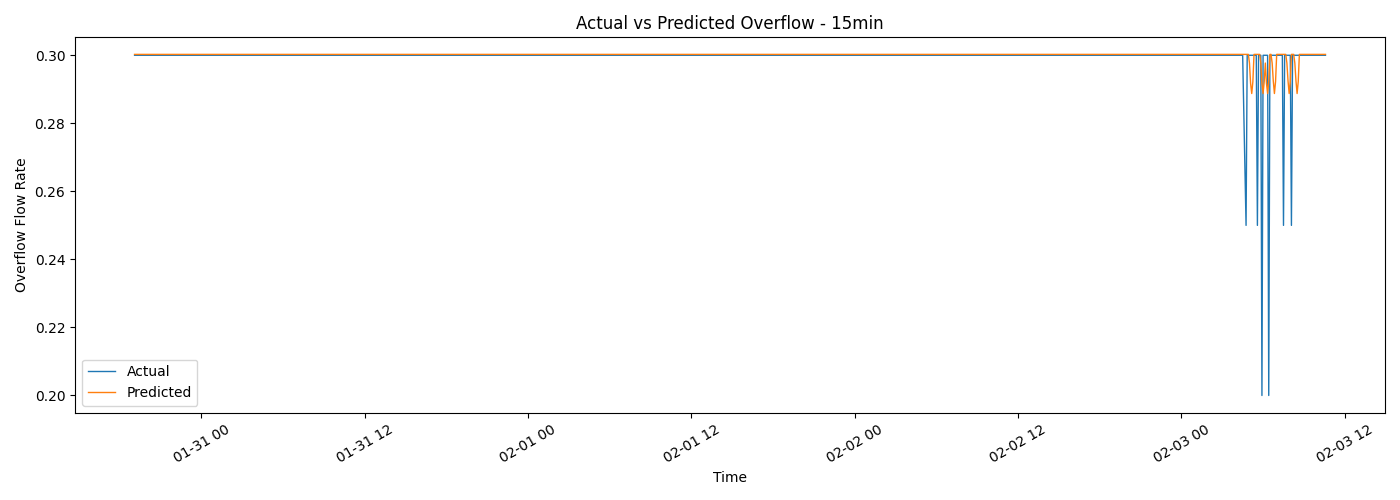 Actual vs Predicted Overflow - 15min
Overflow Flow Rate
0.30
0.28
0.26
0.24
0.22
0.20
Actual
Predicted
01-31 00
01-31 12
02-01 00
02-01 12
02-02 00
02-02 12
02-03 00
02-03 12
Time